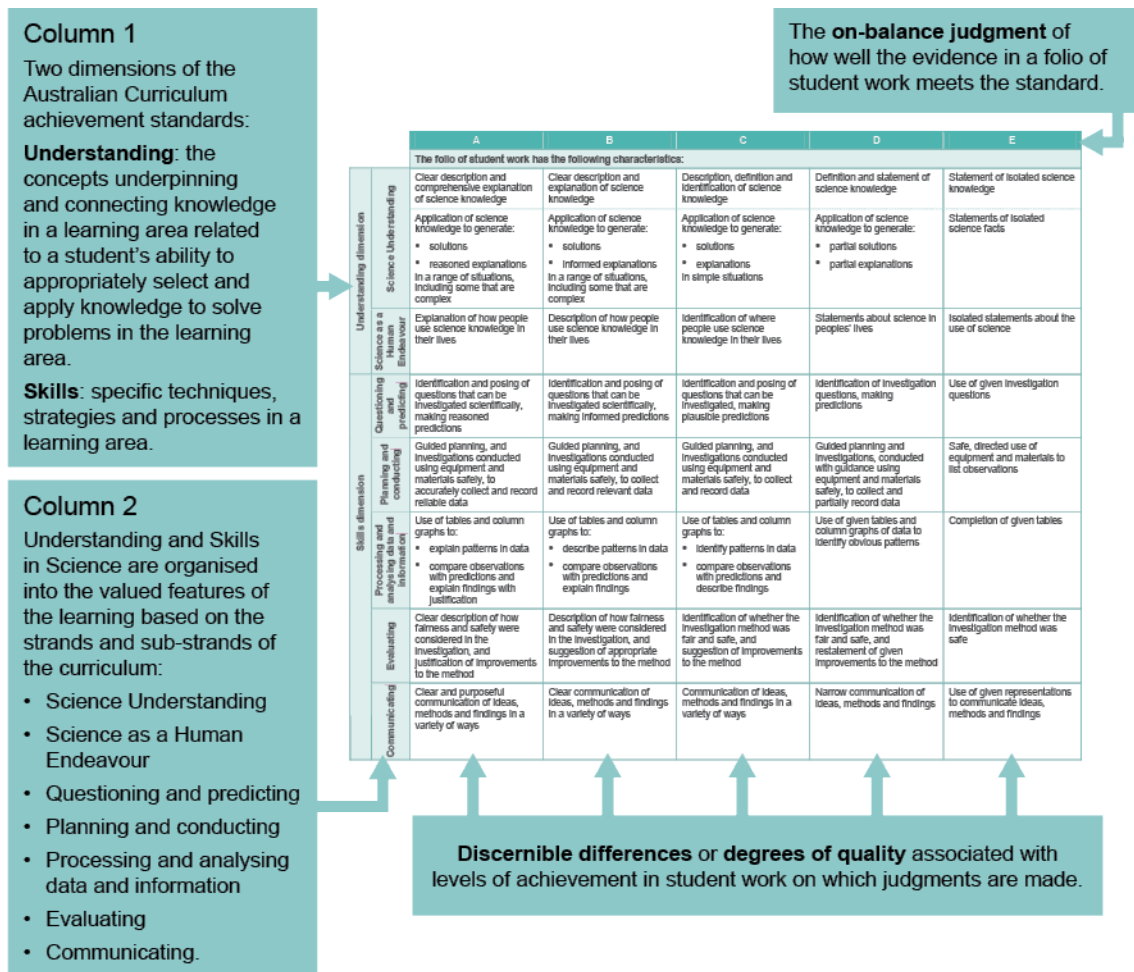 Column 1
Two dimensions of the
Australian Curriculum
achievement standards:
Understanding: the
concepts underpinning
and connecting knowledge
in a learning area related
to a student's ability to
appropriately select and
apply knowledge to solve
problems in the learning
area.
Skills: specific techniques,
strategies and processes in a
learning area.
Column 2
Understanding and Skills
in Science are organised
into the valued features of
the learning based on the
strands and sub-strands of
the curriculum:
• Science Understanding
• Science as a Human
Endeavour
• Questioning and predicting
• Planning and conducting
• Processing and analysing
data and information
• Evaluating
• Communicating.
The on-balance judgment of
how well the evidence in a folio of
student work meets the standard.
A B C D E
The folio of student work has the following characteristics:
Understanding dimension
Science Understanding
Clear description and
comprehensive explanation
of science knowledge
Clear description and
explanation of science
knowledge
Description, definition and
identification of science
knowledge
Definition and statement of
science knowledge
Statement of isolated science
knowledge
Application of science
knowledge to generate:
▪ solutions
▪ reasoned explanations
in a range of situations,
including some that are
complex
Application of science
knowledge to generate:
▪ solutions
▪ informed explanations
in a range of situations,
including some that are
complex
Application of science
knowledge to generate:
▪ solutions
▪ explanations
in simple situations
Application of science
knowledge to generate:
▪ partial solutions
▪ partial explanations
Statements of isolated
science facts
Science as a
Human
Endeavour
Explanation of how people
use science knowledge in
their lives
Description of how people
use science knowledge in
their lives
Identification of where
people use science
knowledge in their lives
Statements about science in
peoples' lives
Isolated statements about the
use of science
Skills dimension
Questioning
and
predicting
Identification and posing of
questions that can be
investigated scientifically,
making reasoned
predictions
Identification and posing of
questions that can be
investigated scientifically,
making informed predictions
Identification and posing of
questions that can be
investigated, making
plausible predictions
Identification of investigation
questions, making
predictions
Use of given investigation
questions
Planning and
conducting
Guided planning, and
investigations conducted
using equipment and
materials safely, to
accurately collect and record
reliable data
Guided planning, and
investigations conducted
using equipment and
materials safely, to collect
and record relevant data
Guided planning, and
investigations conducted
using equipment and
materials safely, to collect
and record data
Guided planning and
investigations, conducted
with guidance using
equipment and materials
safely, to collect and
partially record data
Safe, directed use of
equipment and materials to
list observations
Processing and
analysing data and
information
Use of tables and column
graphs to:
▪ explain patterns in data
▪ compare observations
with predictions and
explain findings with
justification
Use of tables and column
graphs to:
▪ describe patterns in data
▪ compare observations
with predictions and
explain findings
Use of tables and column
graphs to:
▪ identify patterns in data
▪ compare observations
with predictions and
describe findings
Use of given tables and
column graphs of data to
identify obvious patterns
Completion of given tables
Evaluating
Clear description of how
fairness and safety were
considered in the
investigation, and
justification of improvements
to the method
Description of how fairness
and safety were considered
in the investigation, and
suggestion of appropriate
improvements to the method
Identification of whether the
investigation method was
fair and safe, and
suggestion of improvements
to the method
Identification of whether the
investigation method was
fair and safe, and
restatement of given
improvements to the method
Identification of whether the
investigation method was
safe
Communicating
Clear and purposeful
communication of ideas,
methods and findings in a
variety of ways
Clear communication of
ideas, methods and findings
in a variety of ways
Communication of ideas,
methods and findings in a
variety of ways
Narrow communication of
ideas, methods and findings
Use of given representations
to communicate ideas,
methods and findings
Discernible differences or degrees of quality associated with
levels of achievement in student work on which judgments are made.